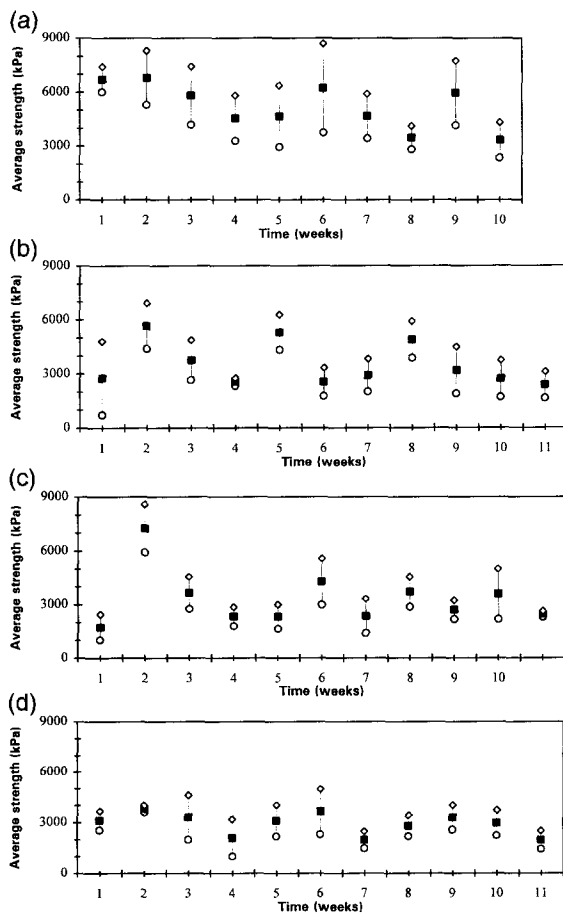 (a)
Average strength (kPa)
9000
6000
3000
0
1 2 3 4 5 6 7 8 9 10
Time (weeks)
(b)
Average strength (kPa)
9000
6000
3000
0
1 2 3 4 5 6 7 8 9 10 11
Time (weeks)
(c)
Average strength (kPa)
9000
6000
3000
0
1 2 3 4 5 6 7 8 9 10
Time (weeks)
(d)
Average strength (kPa)
9000
6000
3000
0
1 2 3 4 5 6 7 8 9 10 11
Time (weeks)